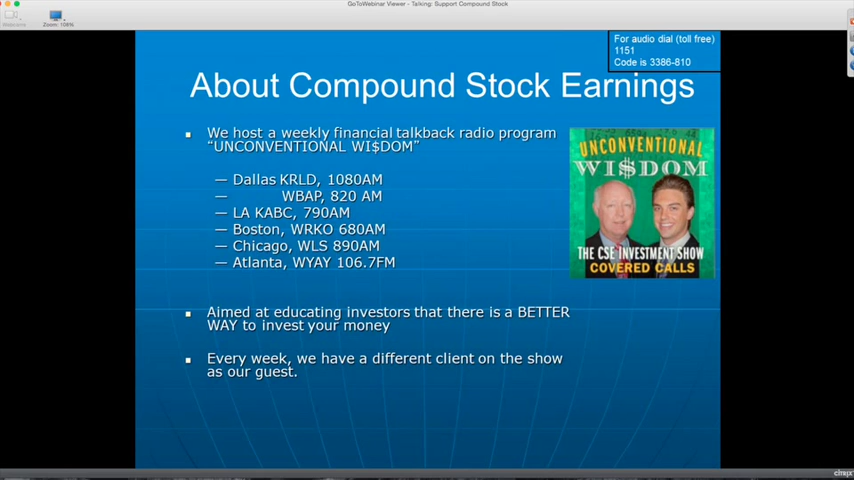 GoToWebinar Viewer - Talking: Support Compound Stock
Webcams
Zoom: 108%
For audio dial (toll free)
1151
Code is 3386-810
About Compound Stock Earnings
We host a weekly financial talkback radio program
“UNCONVENTIONAL WI$DOM”
— Dallas KRLD, 1080AM
— WBAP, 820 AM
— LA KABC, 790AM
— Boston, WRKO 680AM
— Chicago, WLS 890AM
— Atlanta, WYAY 106.7FM
UNCONVENTIONAL
WI$DOM
THE CSE INVESTMENT SHOW
COVERED CALLS
Aimed at educating investors that there is a BETTER
WAY to invest your money
Every week, we have a different client on the show
as our guest.